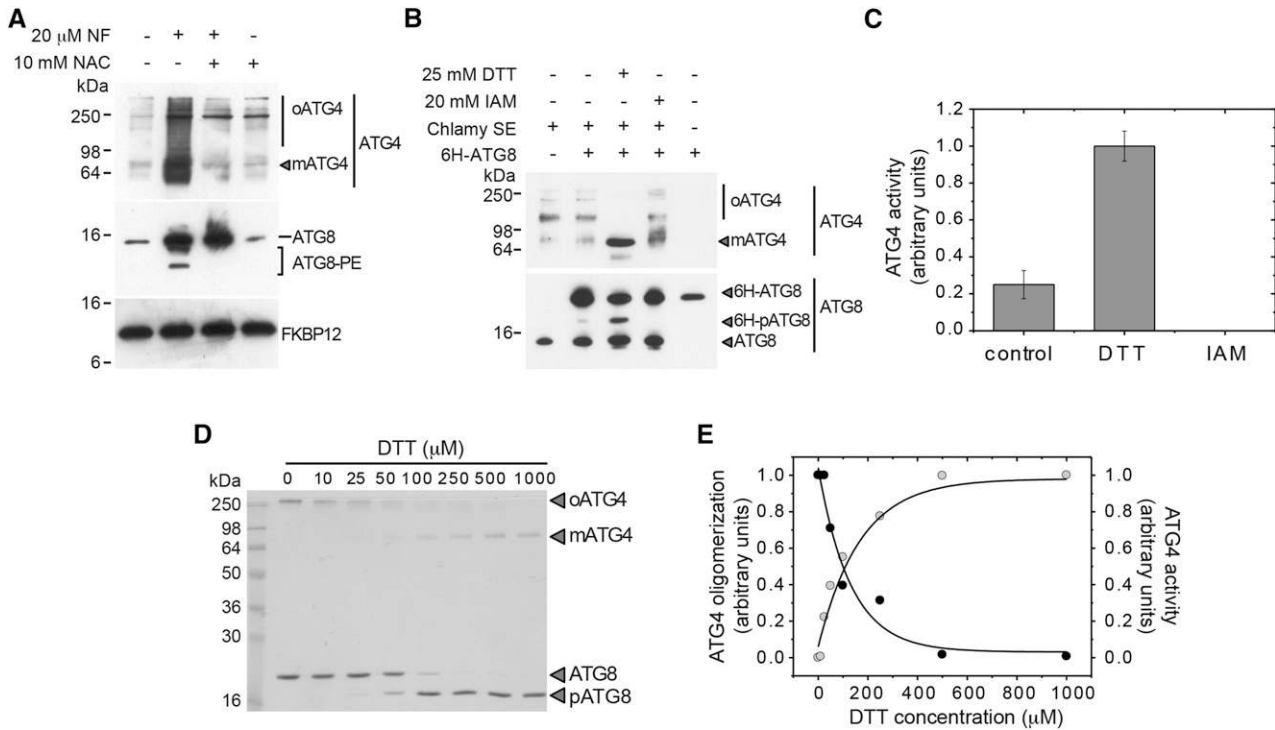 A
20 μM NF - + + -
10 mM NAC - - + +
kDa
250
98
64
oATG4
mATG4
ATG4
16
ATG8
ATG8-PE
16
FKBP12
6
B
25 mM DTT - - + - -
20 mM IAM - - - + -
Chlamy SE + + + + -
6H-ATG8 - + + + +
kDa
250
98
64
oATG4
mATG4
ATG4
6H-ATG8
6H-pATG8
16
ATG8
ATG8
C
ATG4 activity
(arbitrary units)
1.2
1.0
0.8
0.6
0.4
0.2
0.0
control DTT IAM
D
DTT (μM)
kDa 0 10 25 50 100 250 500 1000
250
98
64
50
36
30
16
oATG4
mATG4
ATG8
pATG8
E
ATG4 oligomerization
(arbitrary units)
1.0
0.8
0.6
0.4
0.2
0.0
1.0
0.8
0.6
0.4
0.2
0.0
ATG4 activity
(arbitrary units)
0 200 400 600 800 1000
DTT concentration (μM)